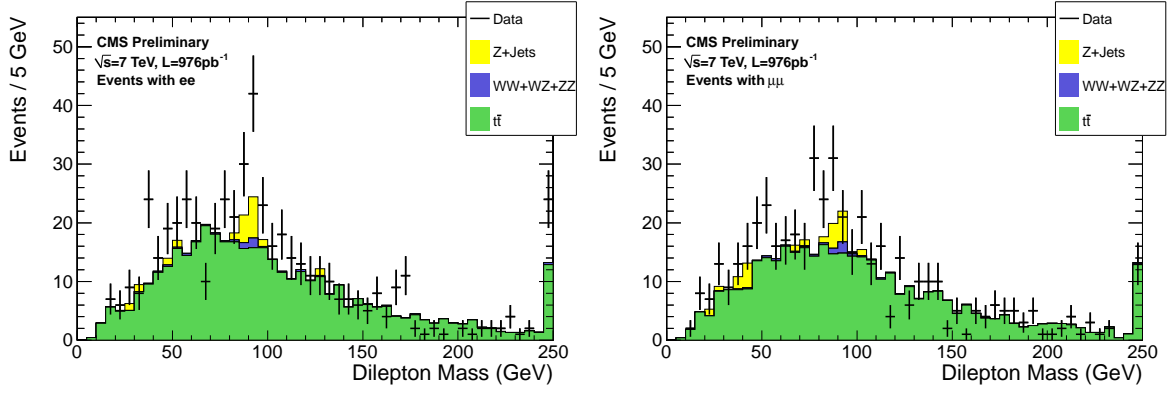 Events / 5 GeV
50
40
30
20
10
0
CMS Preliminary
√s=7 TeV, L=976pb⁻¹
Events with ee
Data
Z+Jets
WW+WZ+ZZ
tt̄
0 50 100 150 200 250
Dilepton Mass (GeV)
Events / 5 GeV
50
40
30
20
10
0
CMS Preliminary
√s=7 TeV, L=976pb⁻¹
Events with μμ
Data
Z+Jets
WW+WZ+ZZ
tt̄
0 50 100 150 200 250
Dilepton Mass (GeV)